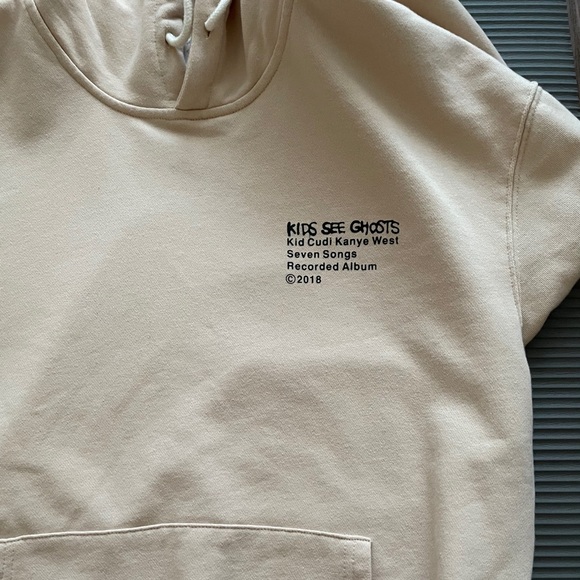 KIDS SEE GHOSTS
Kid Cudi Kanye West
Seven Songs
Recorded Album
©2018